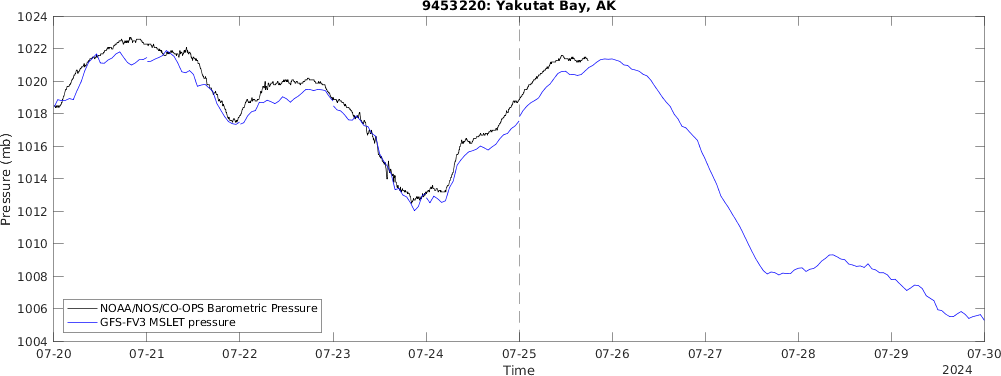 9453220: Yakutat Bay, AK
Pressure (mb)
1024
1022
1020
1018
1016
1014
1012
1010
1008
1006
1004
NOAA/NOS/CO-OPS Barometric Pressure
GFS-FV3 MSLET pressure
07-20 07-21 07-22 07-23 07-24 07-25 07-26 07-27 07-28 07-29 07-30
Time
2024